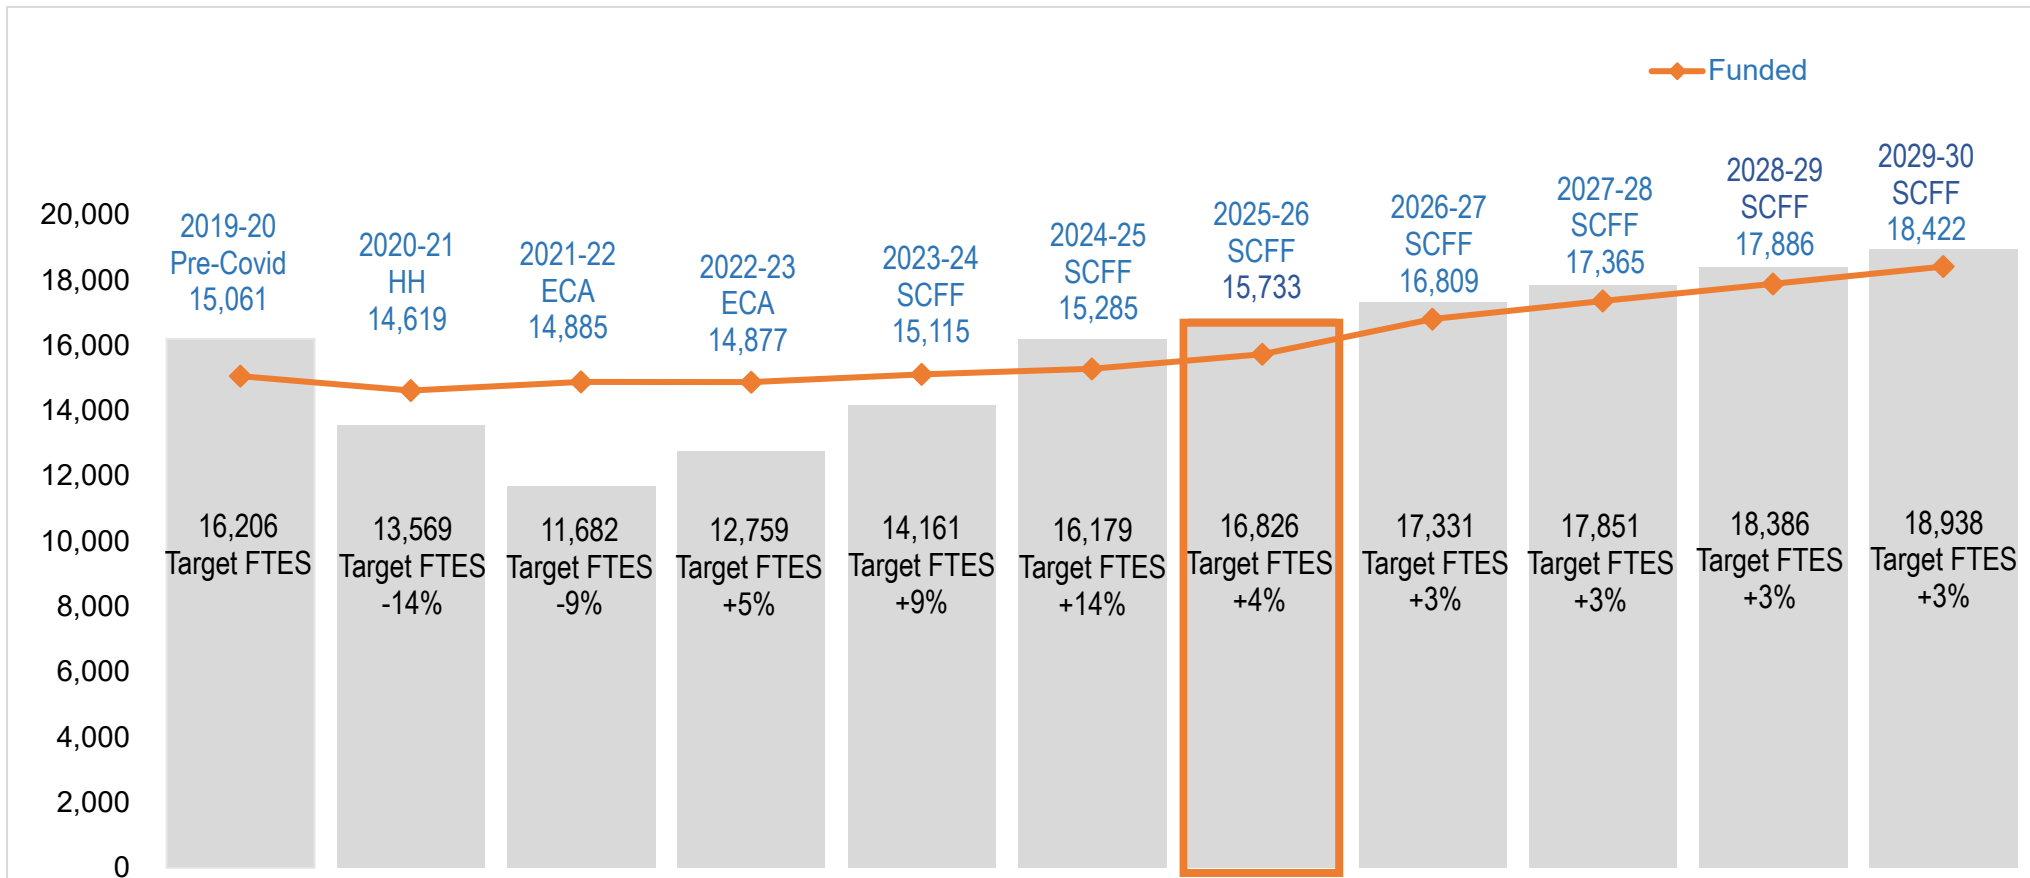 Funded
20,000
18,000
16,000
14,000
12,000
10,000
8,000
6,000
4,000
2,000
0
2019-20
Pre-Covid
15,061
2020-21
HH
14,619
2021-22
ECA
14,885
2022-23
ECA
14,877
2023-24
SCFF
15,115
2024-25
SCFF
15,285
2025-26
SCFF
15,733
2026-27
SCFF
16,809
2027-28
SCFF
17,365
2028-29
SCFF
17,886
2029-30
SCFF
18,422
16,206
Target FTES
13,569
Target FTES
-14%
11,682
Target FTES
-9%
12,759
Target FTES
+5%
14,161
Target FTES
+9%
16,179
Target FTES
+14%
16,826
Target FTES
+4%
17,331
Target FTES
+3%
17,851
Target FTES
+3%
18,386
Target FTES
+3%
18,938
Target FTES
+3%